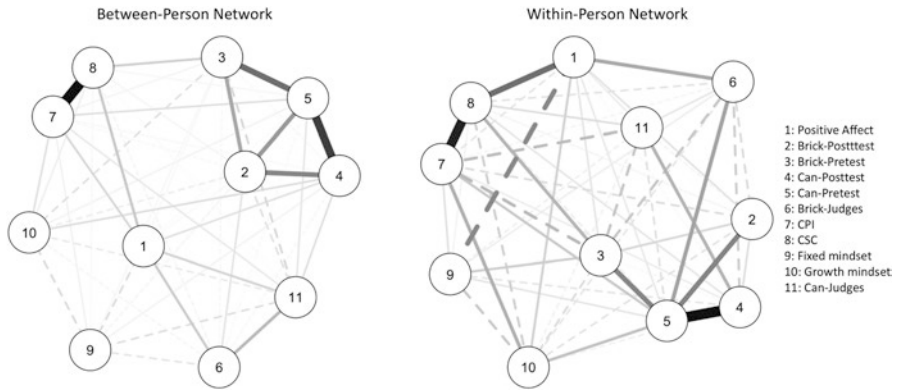 Between-Person Network
Within-Person Network
8
3
7
5
2
4
10
1
11
9
6
1
6
8
11
7
2
3
9
5
4
10
1: Positive Affect
2: Brick-Postttest
3: Brick-Pretest
4: Can-Posttest
5: Can-Pretest
6: Brick-Judges
7: CPI
8: CSC
9: Fixed mindset
10: Growth mindset
11: Can-Judges